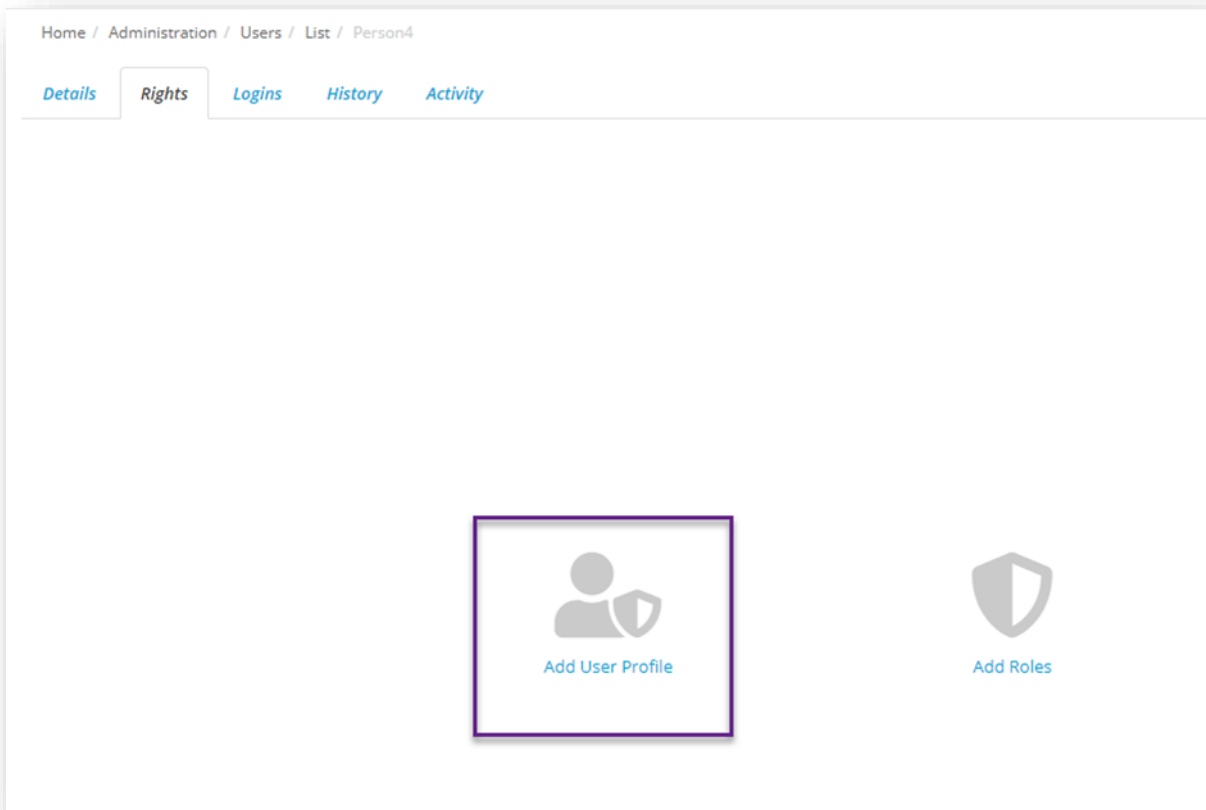 Home / Administration / Users / List / Person4
Details Rights Logins History Activity
Add User Profile Add Roles